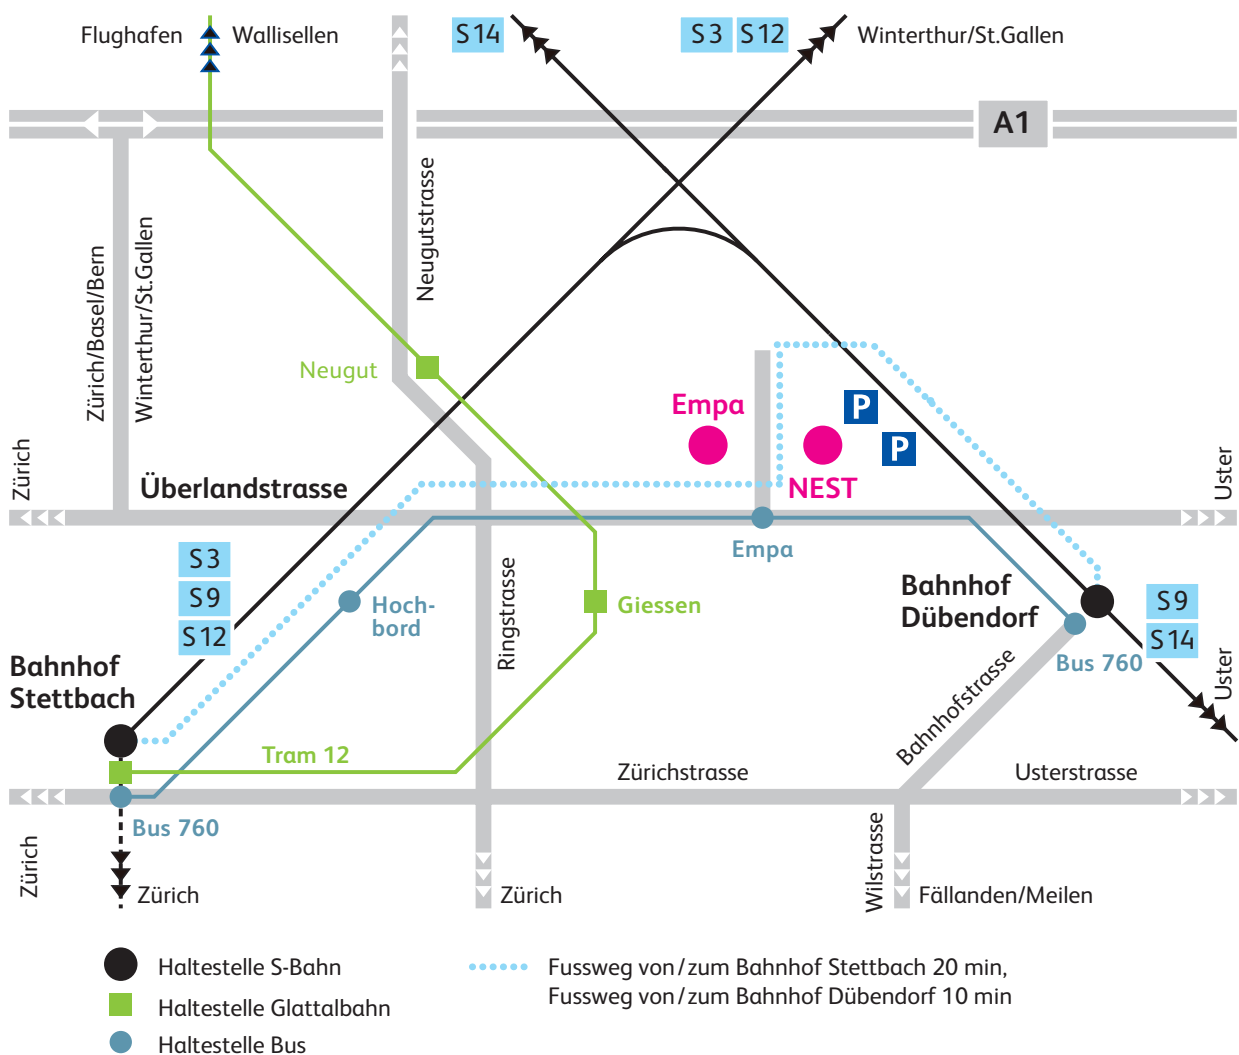 Flughafen
Wallisellen
S 14
S 3
S 12
Winterthur/St.Gallen
A1
Neugutstrasse
Zürich/Basel/Bern
Winterthur/St.Gallen
Neugut
Empa
P
P
NEST
Zürich
Überlandstrasse
Uster
Empa
S 3
S 9
S 12
Hoch-
bord
Giessen
Ringstrasse
Bahnhof
Dübendorf
S 9
S 14
Bus 760
Uster
Bahnhof
Stettbach
Bahnhofstrasse
Tram 12
Zürichstrasse
Usterstrasse
Bus 760
Zürich
Zürich
Zürich
Wilstrasse
Fällanden/Meilen
Haltestelle S-Bahn
Haltestelle Glattalbahn
Haltestelle Bus
Fussweg von/zum Bahnhof Stettbach 20 min,
Fussweg von/zum Bahnhof Dübendorf 10 min